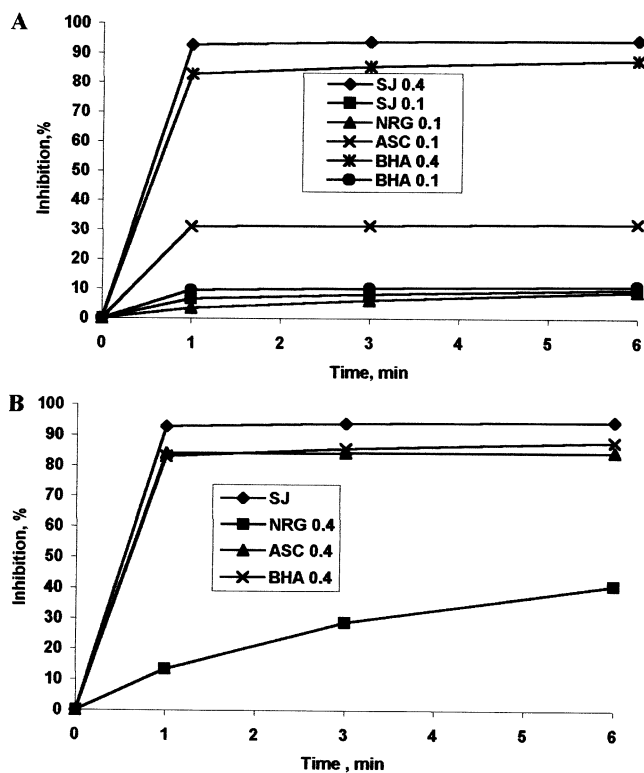 A
100
90
80
70
60
50
40
30
20
10
0
Inhibition,%
SJ 0.4
SJ 0.1
NRG 0.1
ASC 0.1
BHA 0.4
BHA 0.1
0 1 2 3 4 5 6
Time, min
B
100
90
80
70
60
50
40
30
20
10
0
Inhibition, %
SJ
NRG 0.4
ASC 0.4
BHA 0.4
0 1 2 3 4 5 6
Time , min